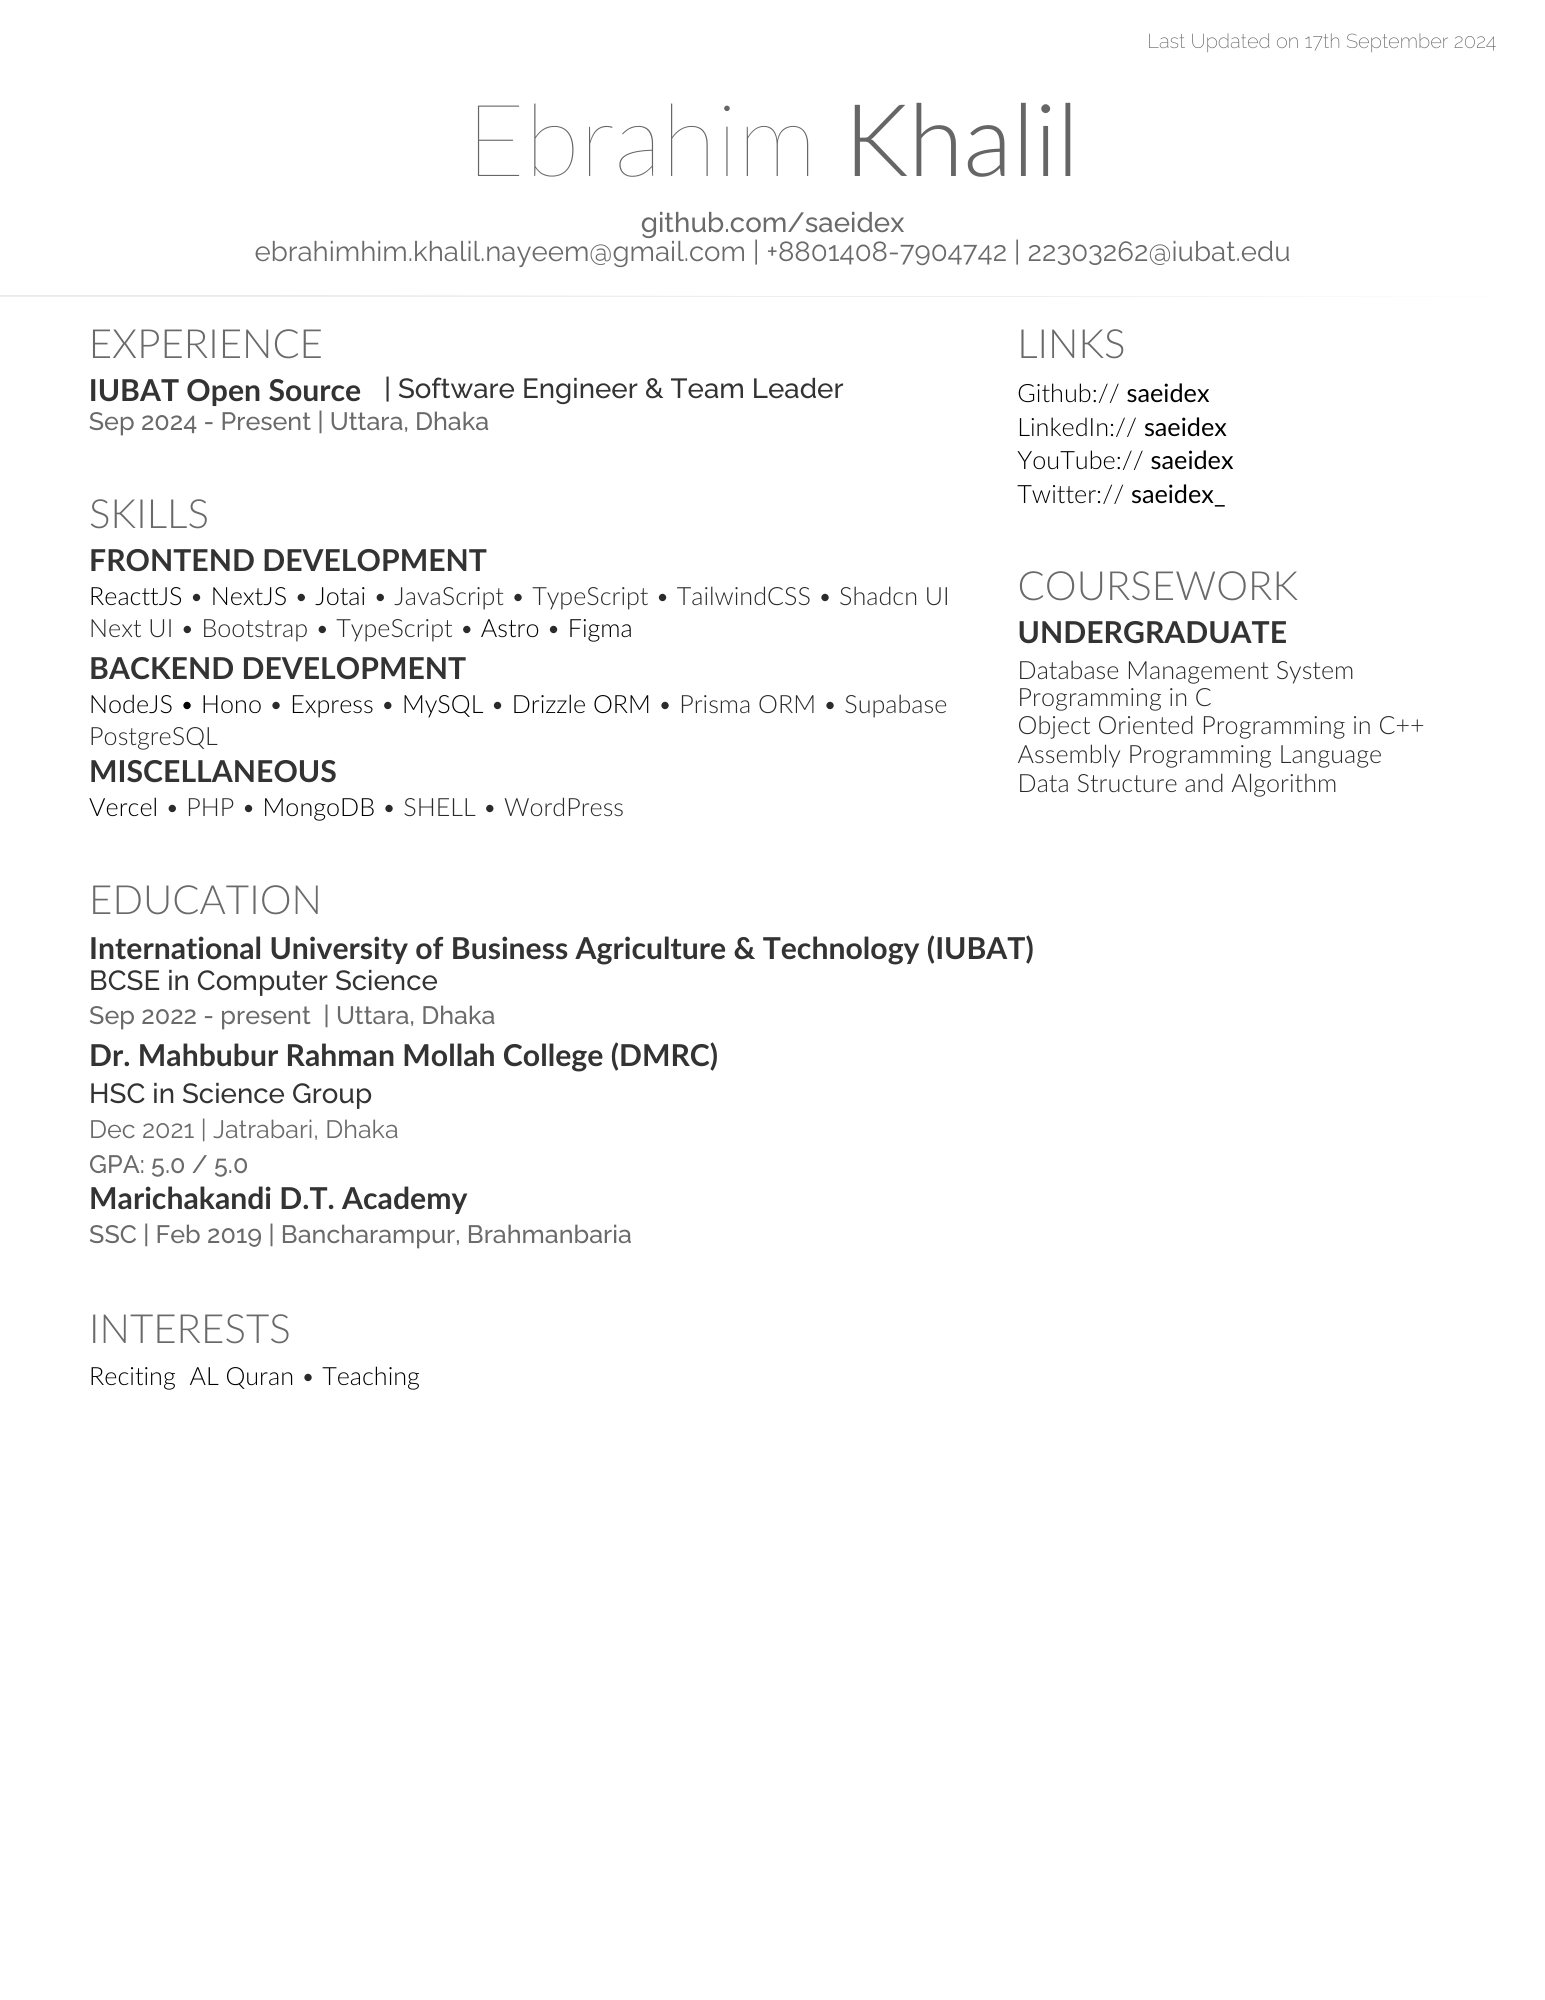 Last Updated on 17th September 2024
Ebrahim Khalil
github.com/saeidex
ebrahimhim.khalil.nayeem@gmail.com | +8801408-7904742 | 22303262@iubat.edu
EXPERIENCE
IUBAT Open Source | Software Engineer & Team Leader
Sep 2024 - Present | Uttara, Dhaka
SKILLS
FRONTEND DEVELOPMENT
ReacttJS • NextJS • Jotai • JavaScript • TypeScript • TailwindCSS • Shadcn UI
Next UI • Bootstrap • TypeScript • Astro • Figma
BACKEND DEVELOPMENT
NodeJS • Hono • Express • MySQL • Drizzle ORM • Prisma ORM • Supabase
PostgreSQL
MISCELLANEOUS
Vercel • PHP • MongoDB • SHELL • WordPress
EDUCATION
International University of Business Agriculture & Technology (IUBAT)
BCSE in Computer Science
Sep 2022 - present | Uttara, Dhaka
Dr. Mahbubur Rahman Mollah College (DMRC)
HSC in Science Group
Dec 2021 | Jatrabari, Dhaka
GPA: 5.0 / 5.0
Marichakandi D.T. Academy
SSC | Feb 2019 | Bancharampur, Brahmanbaria
INTERESTS
Reciting AL Quran • Teaching
LINKS
Github:// saeidex
LinkedIn:// saeidex
YouTube:// saeidex
Twitter:// saeidex_
COURSEWORK
UNDERGRADUATE
Database Management System
Programming in C
Object Oriented Programming in C++
Assembly Programming Language
Data Structure and Algorithm